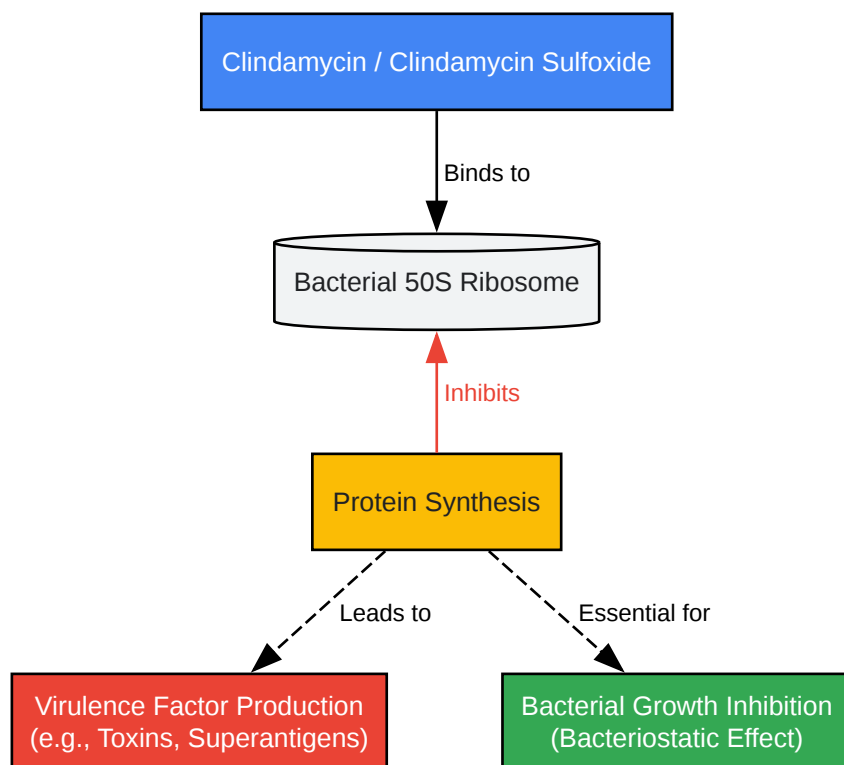 Clindamycin / Clindamycin Sulfoxide
Binds to
Bacterial 50S Ribosome
Inhibits
Protein Synthesis
Leads to
Essential for
Virulence Factor Production
(e.g., Toxins, Superantigens)
Bacterial Growth Inhibition
(Bacteriostatic Effect)